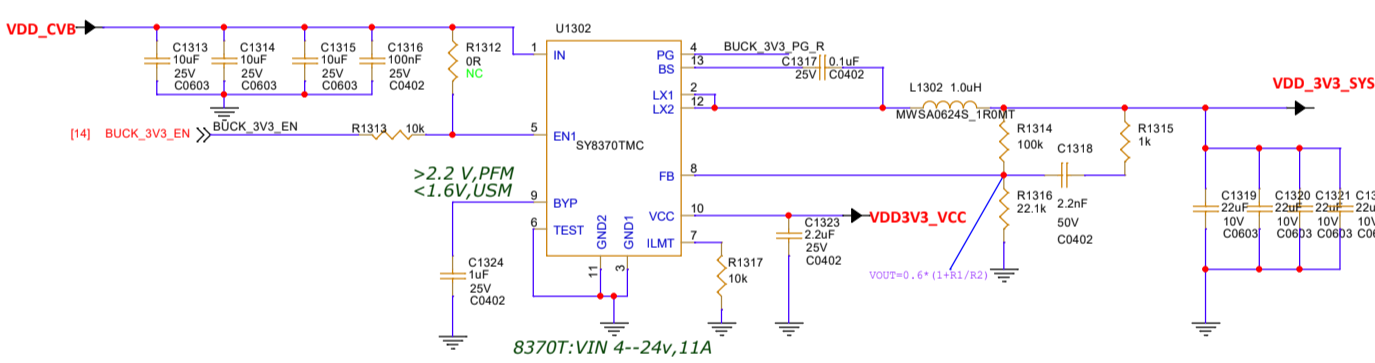 VDD_CVB
C1313
10uF
25V
C0603
C1314
10uF
25V
C0603
C1315
10uF
25V
C0603
C1316
100nF
25V
C0402
R1312
0R
NC
[14] BUCK_3V3_EN
BUCK_3V3_EN
R1313 10k
>2.2 V,PFM
<1.6V,USM
C1324
1uF
25V
C0402
U1302
1
IN
5
EN1
SY8370TMC
9
BYP
6
TEST
GND2
11
GND1
3
PG
4
BUCK_3V3_PG_R
BS
13
C1317
25V
0.1uF
C0402
LX1
2
LX2
12
FB
8
VCC
10
ILMT
7
R1317
10k
C1323
2.2uF
25V
C0402
VDD3V3_VCC
8370T:VIN 4--24v,11A
L1302 1.0uH
MWSA0624S_1R0MT
R1314
100k
R1316
22.1k
VOUT=0.6*(1+R1/R2)
C1318
2.2nF
50V
C0402
R1315
1k
VDD_3V3_SYS
C1319
22uF
10V
C0603
C1320
22uF
10V
C0603
C1321
22uF
10V
C0603